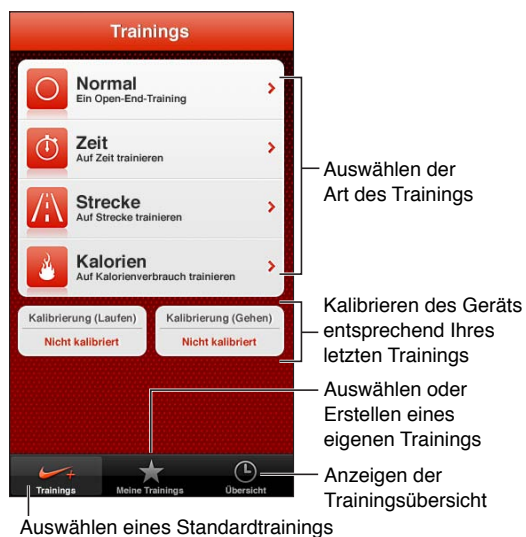 Trainings
Normal
Ein Open-End-Training
Zeit
Auf Zeit trainieren
Strecke
Auf Strecke trainieren
Kalorien
Auf Kalorienverbrauch trainieren
Auswählen der
Art des Trainings
Kalibrierung (Laufen)
Nicht kalibriert
Kalibrierung (Gehen)
Nicht kalibriert
Kalibrieren des Geräts
entsprechend Ihres
letzten Trainings
Auswählen oder
Erstellen eines
eigenen Trainings
Trainings
Meine Trainings
Übersicht
Anzeigen der
Trainingsübersicht
Auswählen eines Standardtrainings